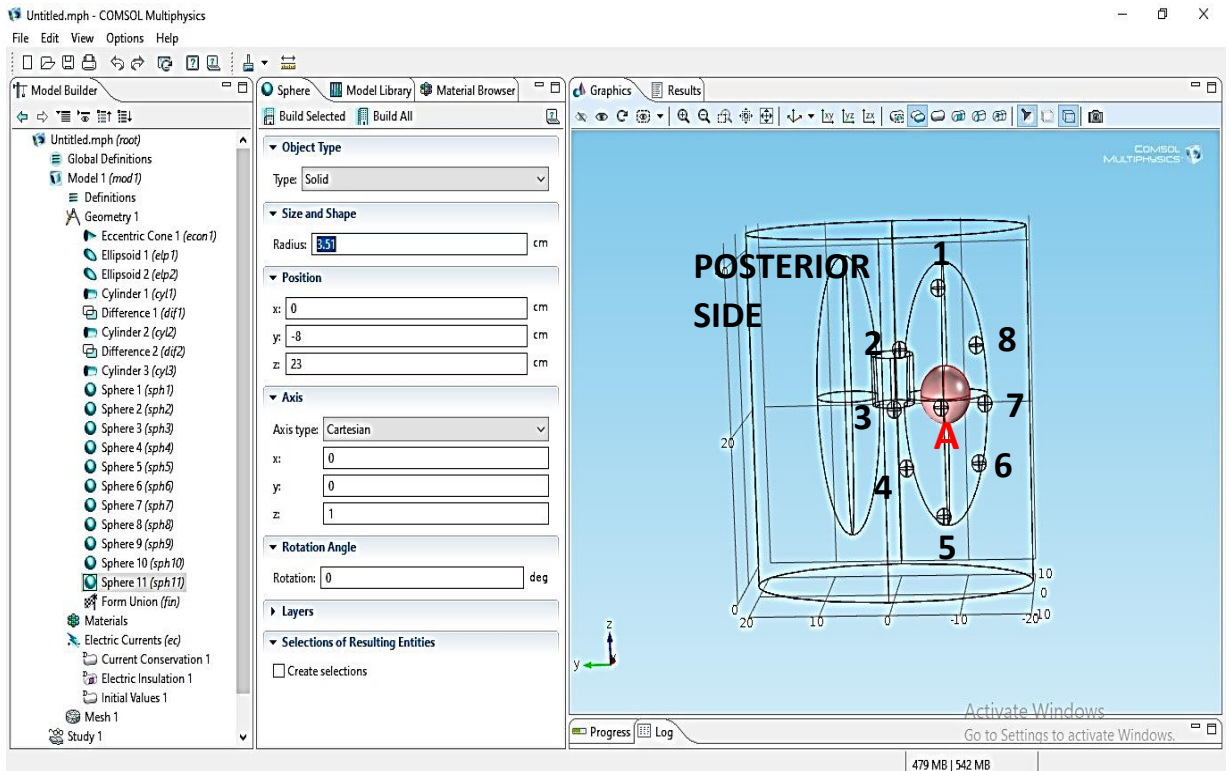 Untitled.mph - COMSOL Multiphysics
File Edit View Options Help
Model Builder
Untitled.mph (root)
Global Definitions
Model 1 (mod1)
Definitions
Geometry 1
Eccentric Cone 1 (econ1)
Ellipsoid 1 (elp1)
Ellipsoid 2 (elp2)
Cylinder 1 (cyl1)
Difference 1 (dif1)
Cylinder 2 (cyl2)
Difference 2 (dif2)
Cylinder 3 (cyl3)
Sphere 1 (sph1)
Sphere 2 (sph2)
Sphere 3 (sph3)
Sphere 4 (sph4)
Sphere 5 (sph5)
Sphere 6 (sph6)
Sphere 7 (sph7)
Sphere 8 (sph8)
Sphere 9 (sph9)
Sphere 10 (sph10)
Sphere 11 (sph11)
Form Union (fin)
Materials
Electric Currents (ec)
Current Conservation 1
Electric Insulation 1
Initial Values 1
Mesh 1
Study 1
Sphere Model Library Material Browser
Build Selected Build All
Object Type
Type: Solid
Size and Shape
Radius: 3.51 cm
Position
x: 0 cm
y: -8 cm
z: 23 cm
Axis
Axis type: Cartesian
x: 0
y: 0
z: 1
Rotation Angle
Rotation: 0 deg
Layers
Selections of Resulting Entities
Create selections
Graphics Results
xy yz zx
COMSOL
MULTIPHYSICS
POSTERIOR
SIDE
1
2
8
3
7
A
20
4
6
5
10
0
0
20 10 0 -10 -20 -10
z
y x
Activate Windows
Go to Settings to activate Windows.
Progress Log
479 MB | 542 MB